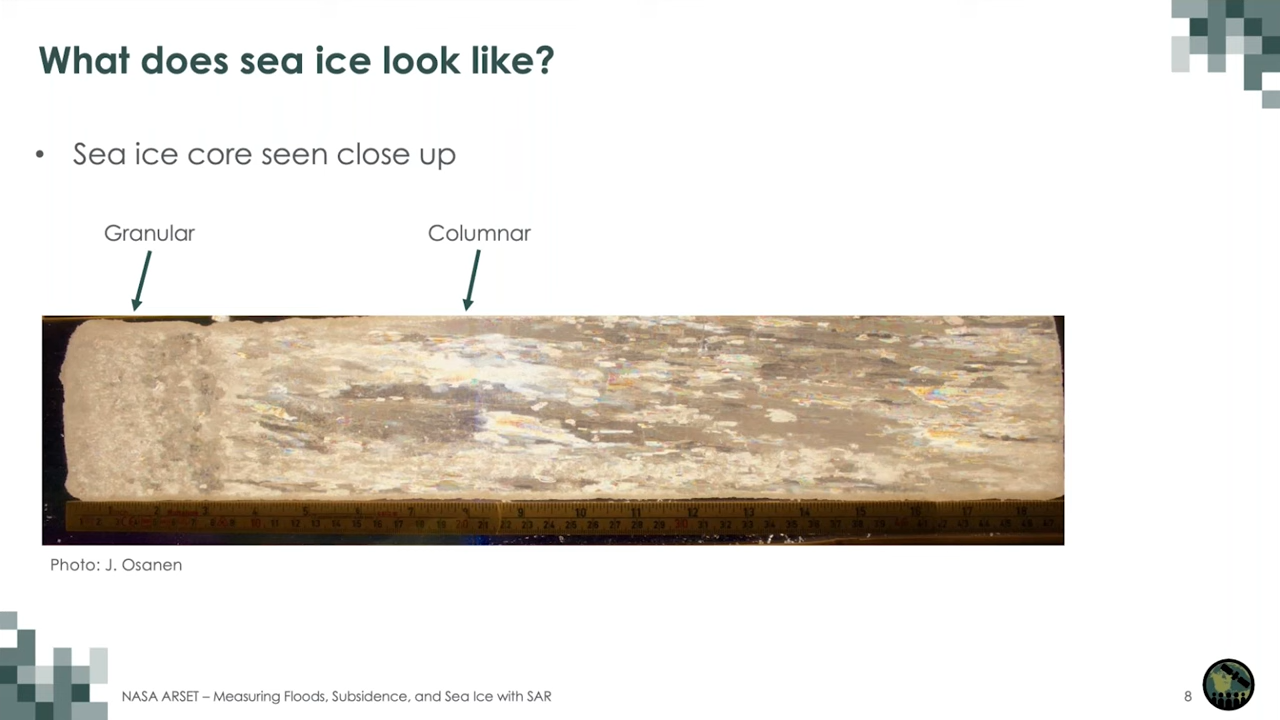 What does sea ice look like?
• Sea ice core seen close up
Granular
Columnar
Photo: J. Osanen
NASA ARSET – Measuring Floods, Subsidence, and Sea Ice with SAR
8